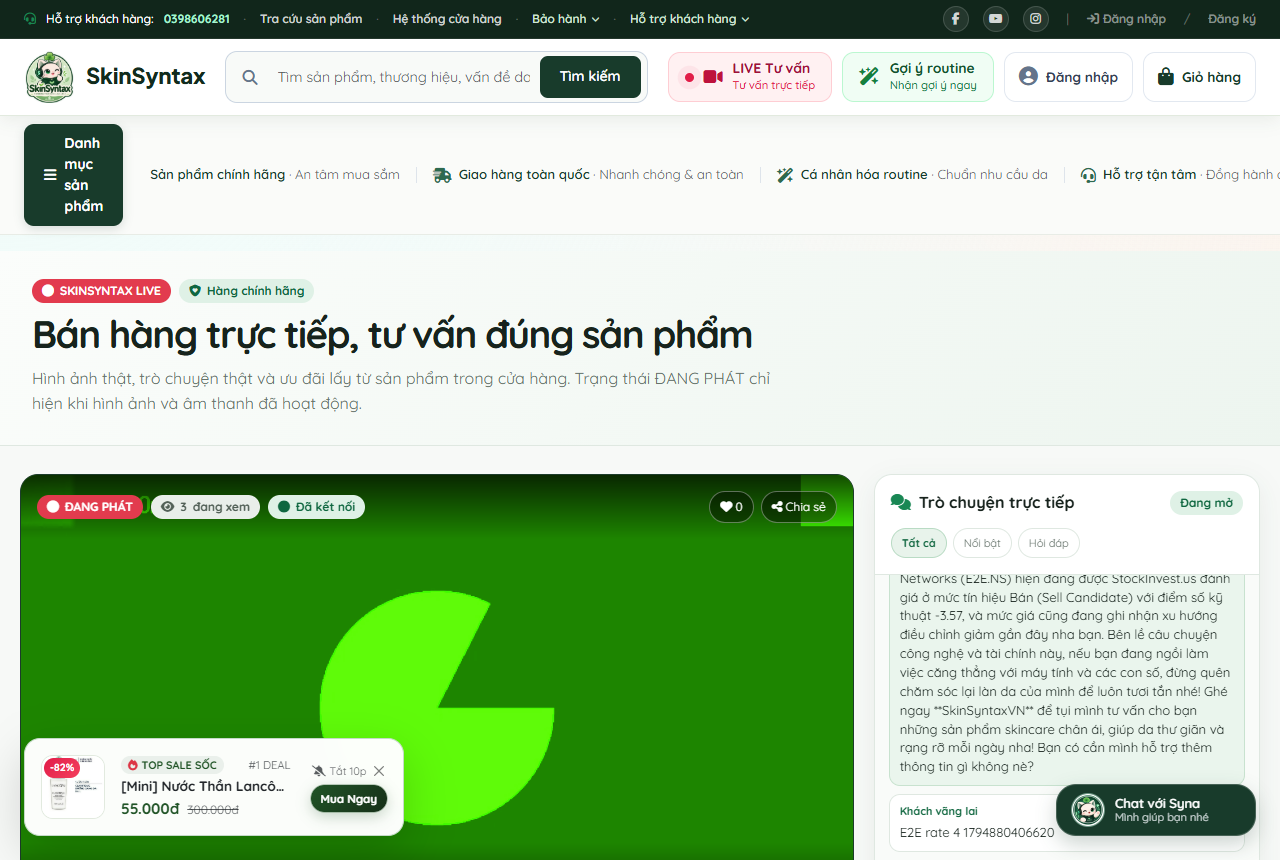 Hỗ trợ khách hàng: 0398606281 · Tra cứu sản phẩm · Hệ thống cửa hàng · Bảo hành · Hỗ trợ khách hàng
| Đăng nhập / Đăng ký
SkinSyntax
Tìm sản phẩm, thương hiệu, vấn đề da
Tìm kiếm
LIVE Tư vấn
Tư vấn trực tiếp
Gợi ý routine
Nhận gợi ý ngay
Đăng nhập
Giỏ hàng
Danh
mục
sản
phẩm
Sản phẩm chính hãng · An tâm mua sắm
Giao hàng toàn quốc · Nhanh chóng & an toàn
Cá nhân hóa routine · Chuẩn nhu cầu da
Hỗ trợ tận tâm · Đồng hành
SKINSYNTAX LIVE
Hàng chính hãng
Bán hàng trực tiếp, tư vấn đúng sản phẩm
Hình ảnh thật, trò chuyện thật và ưu đãi lấy từ sản phẩm trong cửa hàng. Trạng thái ĐANG PHÁT chỉ
hiện khi hình ảnh và âm thanh đã hoạt động.
ĐANG PHÁT
3 đang xem
Đã kết nối
0
Chia sẻ
Trò chuyện trực tiếp
Đang mở
Tất cả
Nổi bật
Hỏi đáp
Networks (E2E.NS) hiện đang được StockInvest.us đánh
giá ở mức tín hiệu Bán (Sell Candidate) với điểm số kỹ
thuật -3.57, và mức giá cũng đang ghi nhận xu hướng
điều chỉnh giảm gần đây nha bạn. Bên lề câu chuyện
công nghệ và tài chính này, nếu bạn đang ngồi làm
việc căng thẳng với máy tính và các con số, đừng quên
chăm sóc lại làn da của mình để luôn tươi tắn nhé! Ghé
ngay **SkinSyntaxVN** để tụi mình tư vấn cho bạn
những sản phẩm skincare chân ái, giúp da thư giãn và
rạng rỡ mỗi ngày nha! Bạn có cần mình hỗ trợ thêm
thông tin gì không nè?
Khách vãng lai
E2E rate 4 1794880406620
-82%
TOP SALE SỐC
#1 DEAL
[Mini] Nước Thần Lancô...
55.000đ 300.000đ
Tắt 10p
Mua Ngay
Chat với Syna
Mình giúp bạn nhé